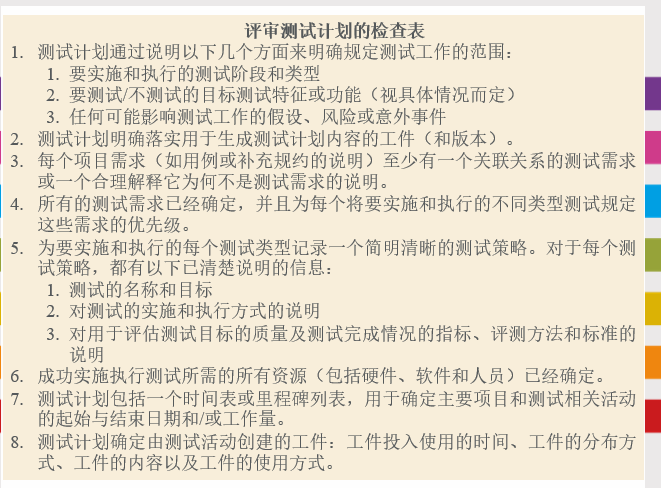 评审测试计划的检查表
1. 测试计划通过说明以下几个方面来明确规定测试工作的范围：
1. 要实施和执行的测试阶段和类型
2. 要测试/不测试的目标测试特征或功能（视具体情况而定）
3. 任何可能影响测试工作的假设、风险或意外事件
2. 测试计划明确落实用于生成测试计划内容的工件（和版本）。
3. 每个项目需求（如用例或补充规约的说明）至少有一个关联关系的测试需求
或一个合理解释它为何不是测试需求的说明。
4. 所有的测试需求已经确定，并且为每个将要实施和执行的不同类型测试规定
这些需求的优先级。
5. 为要实施和执行的每个测试类型记录一个简明清晰的测试策略。对于每个测
试策略，都有以下已清楚说明的信息：
1. 测试的名称和目标
2. 对测试的实施和执行方式的说明
3. 对用于评估测试目标的质量及测试完成情况的指标、评测方法和标准的
说明
6. 成功实施执行测试所需的所有资源（包括硬件、软件和人员）已经确定。
7. 测试计划包括一个时间表或里程碑列表，用于确定主要项目和测试相关活动
的起始与结束日期和/或工作量。
8. 测试计划确定由测试活动创建的工件：工件投入使用的时间、工件的分布方
式、工件的内容以及工件的使用方式。